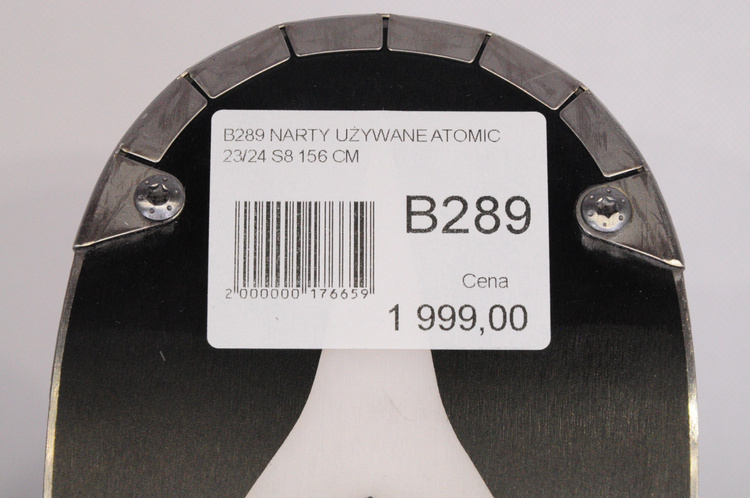 B289 NARTY UŻYWANE ATOMIC
23/24 S8 156 CM
B289
2 000000 176659
Cena
1 999,00